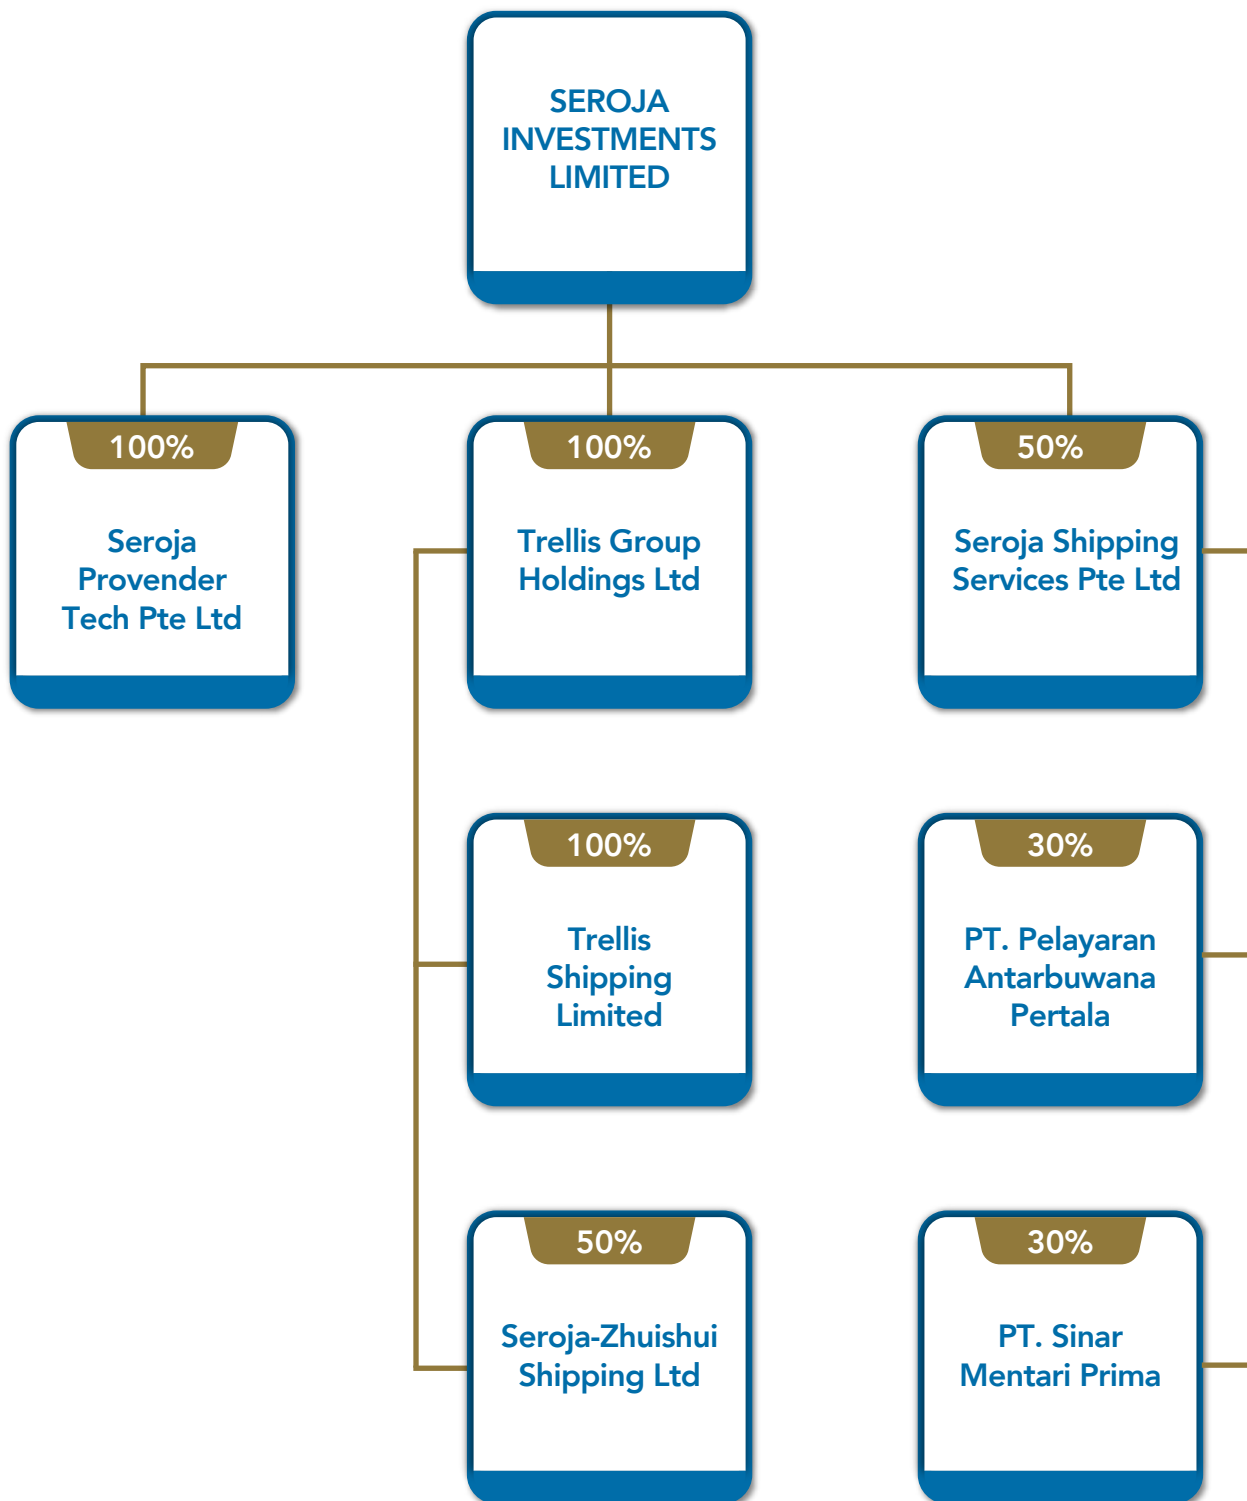 SEROJA
INVESTMENTS
LIMITED
100%
Seroja
Provender
Tech Pte Ltd
100%
Trellis Group
Holdings Ltd
50%
Seroja Shipping
Services Pte Ltd
100%
Trellis
Shipping
Limited
30%
PT. Pelayaran
Antarbuwana
Pertala
50%
Seroja-Zhuishui
Shipping Ltd
30%
PT. Sinar
Mentari Prima